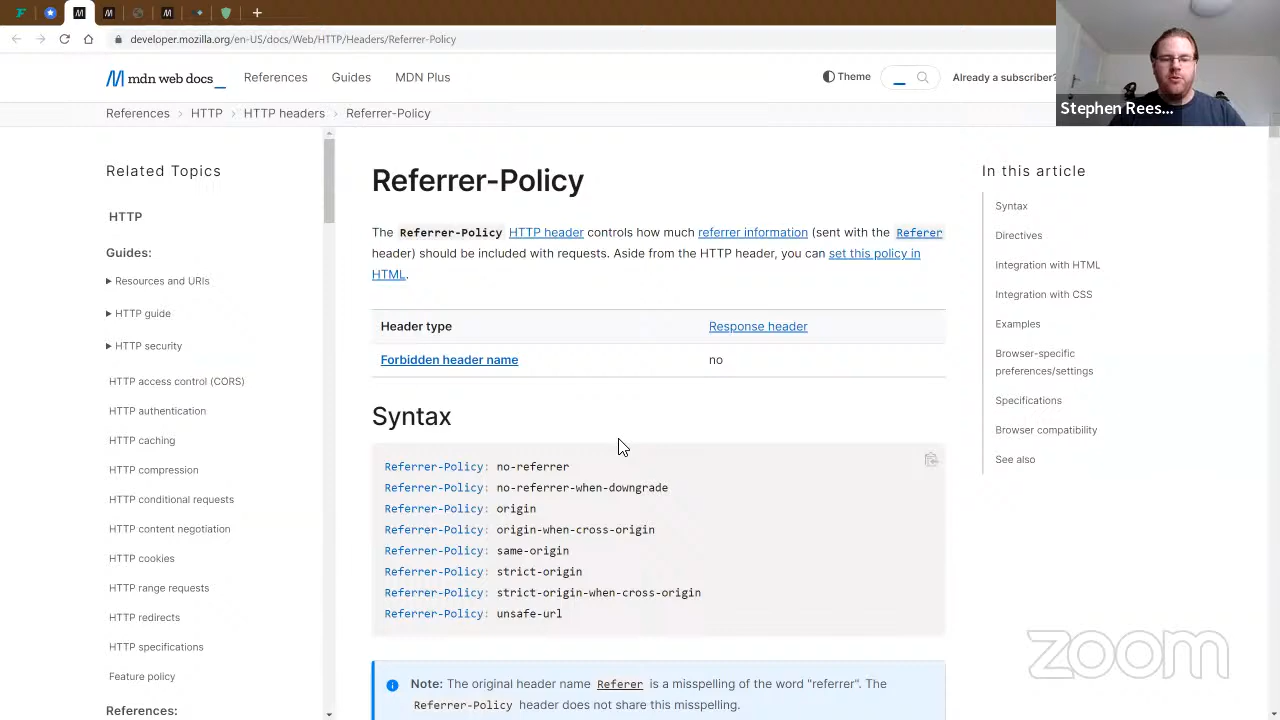 developer.mozilla.org/en-US/docs/Web/HTTP/Headers/Referrer-Policy
mdn web docs_
References
Guides
MDN Plus
Theme
Already a subscriber?
Stephen Rees...
References
HTTP
HTTP headers
Referrer-Policy
Related Topics
HTTP
Guides:
Resources and URIs
HTTP guide
HTTP security
HTTP access control (CORS)
HTTP authentication
HTTP caching
HTTP compression
HTTP conditional requests
HTTP content negotiation
HTTP cookies
HTTP range requests
HTTP redirects
HTTP specifications
Feature policy
References:
Referrer-Policy
The Referrer-Policy HTTP header controls how much referrer information (sent with the Referer
header) should be included with requests. Aside from the HTTP header, you can set this policy in
HTML.
Header type Response header
Forbidden header name no
Syntax
Referrer-Policy: no-referrer
Referrer-Policy: no-referrer-when-downgrade
Referrer-Policy: origin
Referrer-Policy: origin-when-cross-origin
Referrer-Policy: same-origin
Referrer-Policy: strict-origin
Referrer-Policy: strict-origin-when-cross-origin
Referrer-Policy: unsafe-url
Note: The original header name Referer is a misspelling of the word "referrer". The
Referrer-Policy header does not share this misspelling.
In this article
Syntax
Directives
Integration with HTML
Integration with CSS
Examples
Browser-specific
preferences/settings
Specifications
Browser compatibility
See also
zoom